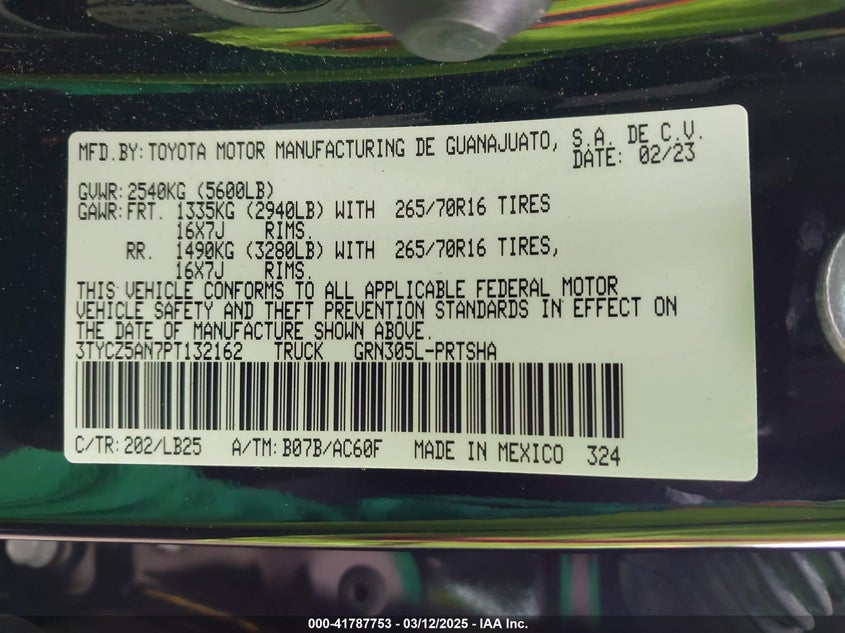 MFD.BY: TOYOTA MOTOR MANUFACTURING DE GUANAJUATO, S.A. DE C.V.
DATE: 02/23
GVWR: 2540KG (5600LB)
GAWR: FRT. 1335KG (2940LB) WITH 265/70R16 TIRES
16X7J RIMS.
RR. 1490KG (3280LB) WITH 265/70R16 TIRES,
16X7J RIMS.
THIS VEHICLE CONFORMS TO ALL APPLICABLE FEDERAL MOTOR
VEHICLE SAFETY AND THEFT PREVENTION STANDARDS IN EFFECT ON
THE DATE OF MANUFACTURE SHOWN ABOVE.
3TYCZ5AN7PT132162 TRUCK GRN305L-PRTSHA
C/TR: 202/LB25 A/TM: B07B/AC60F MADE IN MEXICO 324
000-41787753 - 03/12/2025 - IAA Inc.